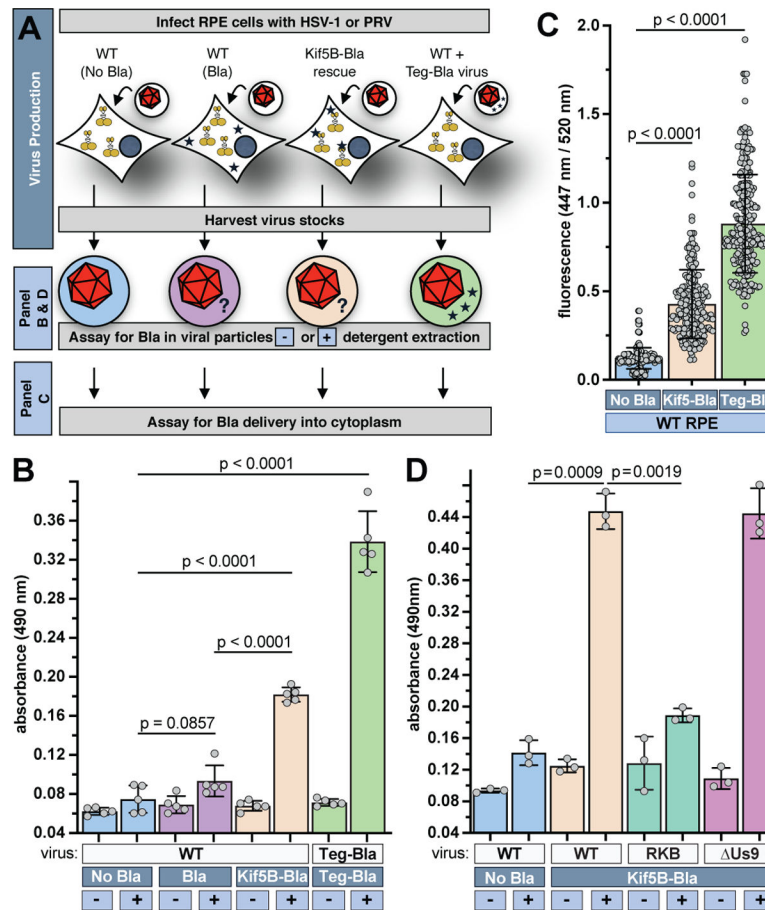 A
Infect RPE cells with HSV-1 or PRV
WT
(No Bla)
WT
(Bla)
Kif5B-Bla
rescue
WT +
Teg-Bla virus
Virus Production
Harvest virus stocks
Panel
B & D
?
?
Assay for Bla in viral particles - or + detergent extraction
Panel
C
Assay for Bla delivery into cytoplasm
C
fluorescence (447 nm / 520 nm)
2.0
1.5
1.0
0.5
0.0
p < 0.0001
p < 0.0001
No Bla
Kif5-Bla
Teg-Bl
WT RPE
B
absorbance (490 nm)
0.36
0.32
0.28
0.24
0.20
0.16
0.12
0.08
0.04
p < 0.0001
p < 0.0001
p < 0.0001
p = 0.0857
virus:
WT
Teg-Bla
No Bla
Bla
Kif5B-Bla
Teg-Bla
- + - + - + - +
D
absorbance (490nm)
0.44
0.40
0.36
0.32
0.28
0.24
0.20
0.16
0.12
0.08
0.04
p=0.0009
p=0.0019
virus:
WT
WT
RKB
ΔUs9
No Bla
Kif5B-Bla
- + - + - + - +